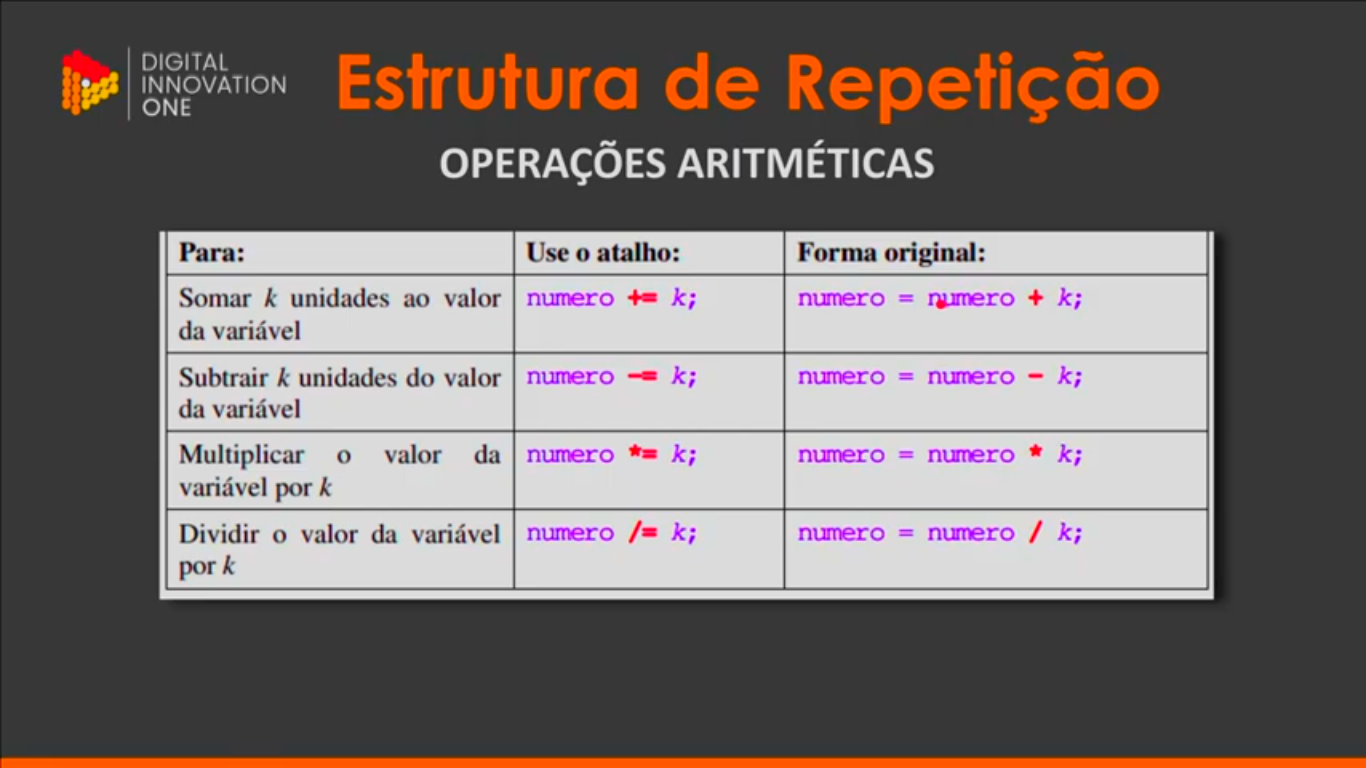 DIGITAL
INNOVATION
ONE
Estrutura de Repetição
OPERAÇÕES ARITMÉTICAS
Para: Use o atalho: Forma original:
Somar k unidades ao valor
da variável
numero += k;
numero = numero + k;
Subtrair k unidades do valor
da variável
numero -= k;
numero = numero - k;
Multiplicar o valor da
variável por k
numero *= k;
numero = numero * k;
Dividir o valor da variável
por k
numero /= k;
numero = numero / k;